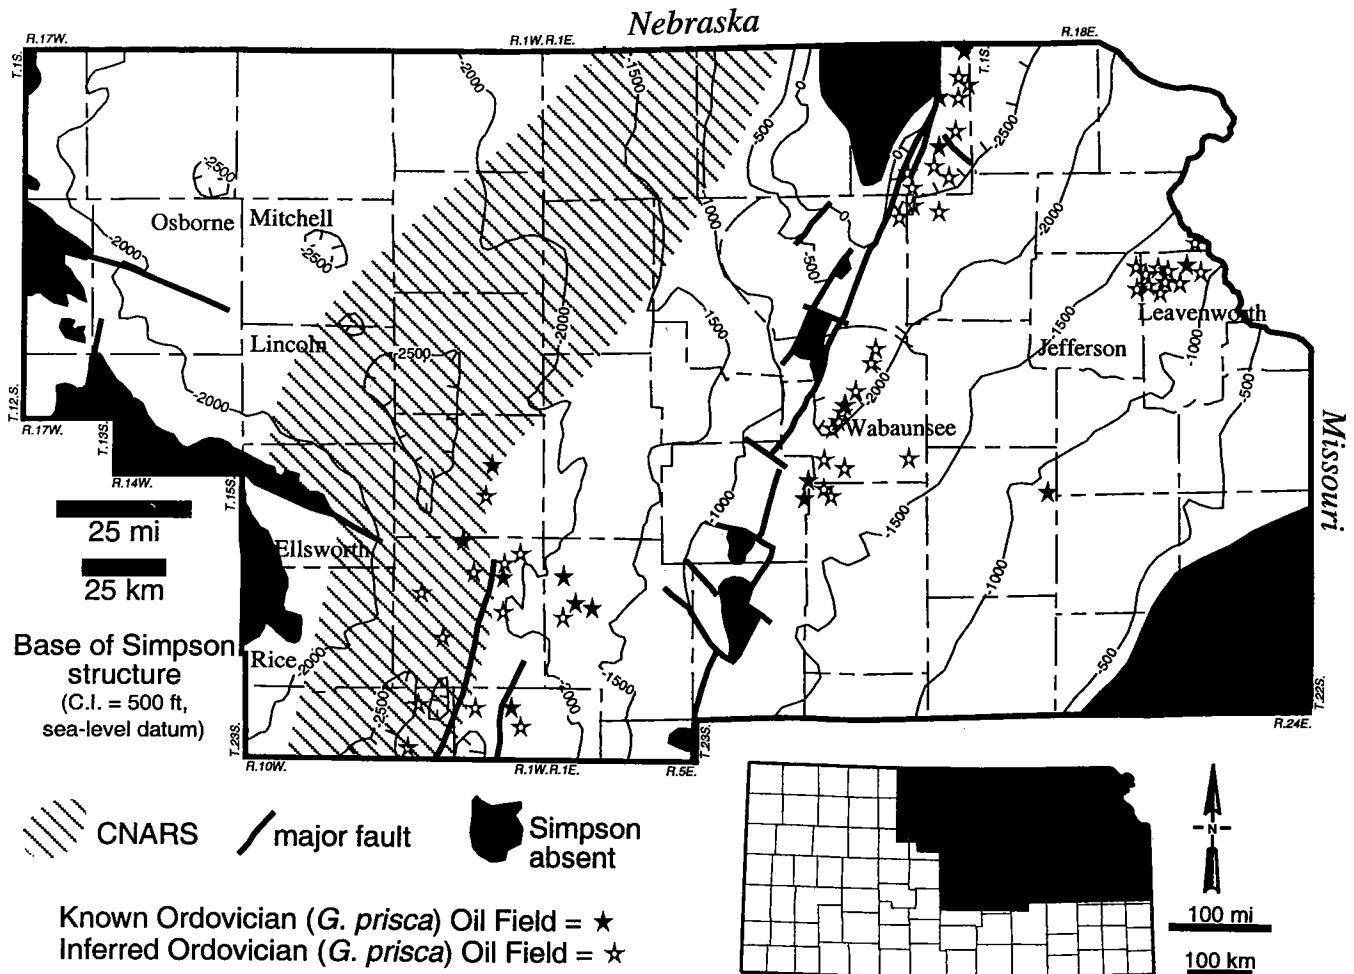 Nebraska
R.17W.
R.1W.R.1E.
R.18E.
T.1S.
T.1S.
-2000
-2000
-1500
-500
0
0
-2500
-2500
Osborne
Mitchell
-2000
-2500
-1000
0
-500
-2000
-2000
Leavenworth
Lincoln
-2500
-1500
-1500
Jefferson
-1000
-2000
-2000
-500
Wabaunsee
T.12.S.
R.17W.
T.13S.
R.14W.
T.15S.
Missouri
25 mi
25 km
-1000
-1500
Ellsworth
-1000
Base of Simpson
structure
(C.I. = 500 ft,
sea-level datum)
Rice
-2000
-2500
-2000
-1500
-500
T.22S.
R.24E.
T.23S.
T.23S.
R.10W.
R.1W.R.1E.
R.5E.
CNARS
major fault
Simpson
absent
N
Known Ordovician (G. prisca) Oil Field =
Inferred Ordovician (G. prisca) Oil Field =
100 mi
100 km